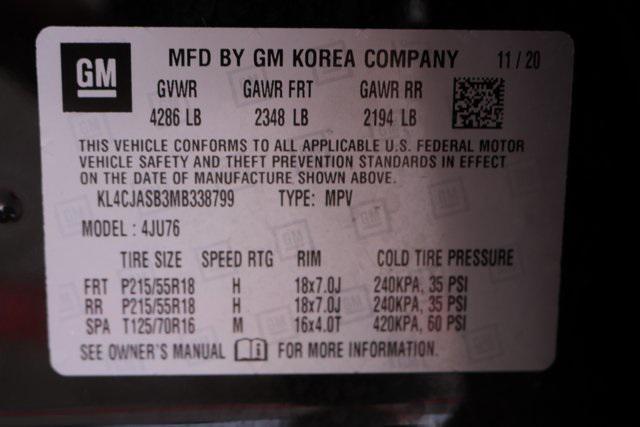 GM
MFD BY GM KOREA COMPANY 11 / 20
GVWR GAWR FRT GAWR RR
4286 LB 2348 LB 2194 LB
THIS VEHICLE CONFORMS TO ALL APPLICABLE U.S. FEDERAL MOTOR
VEHICLE SAFETY AND THEFT PREVENTION STANDARDS IN EFFECT
ON THE DATE OF MANUFACTURE SHOWN ABOVE.
KL4CJASB3MB338799 TYPE: MPV
MODEL : 4JU76
TIRE SIZE SPEED RTG RIM COLD TIRE PRESSURE
FRT P215/55R18 H 18x7.0J 240KPA, 35 PSI
RR P215/55R18 H 18x7.0J 240KPA, 35 PSI
SPA T125/70R16 M 16x4.0T 420KPA, 60 PSI
SEE OWNER'S MANUAL FOR MORE INFORMATION.